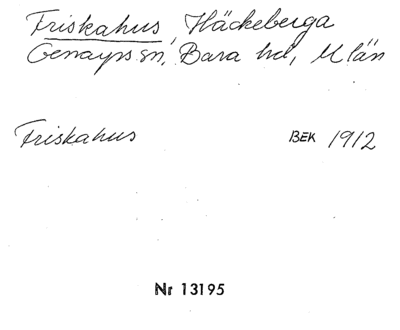 Friskahus, Häckeberga
Genarps sn, Bara hd, M län
Friskahus BEK 1912
Nr 13195